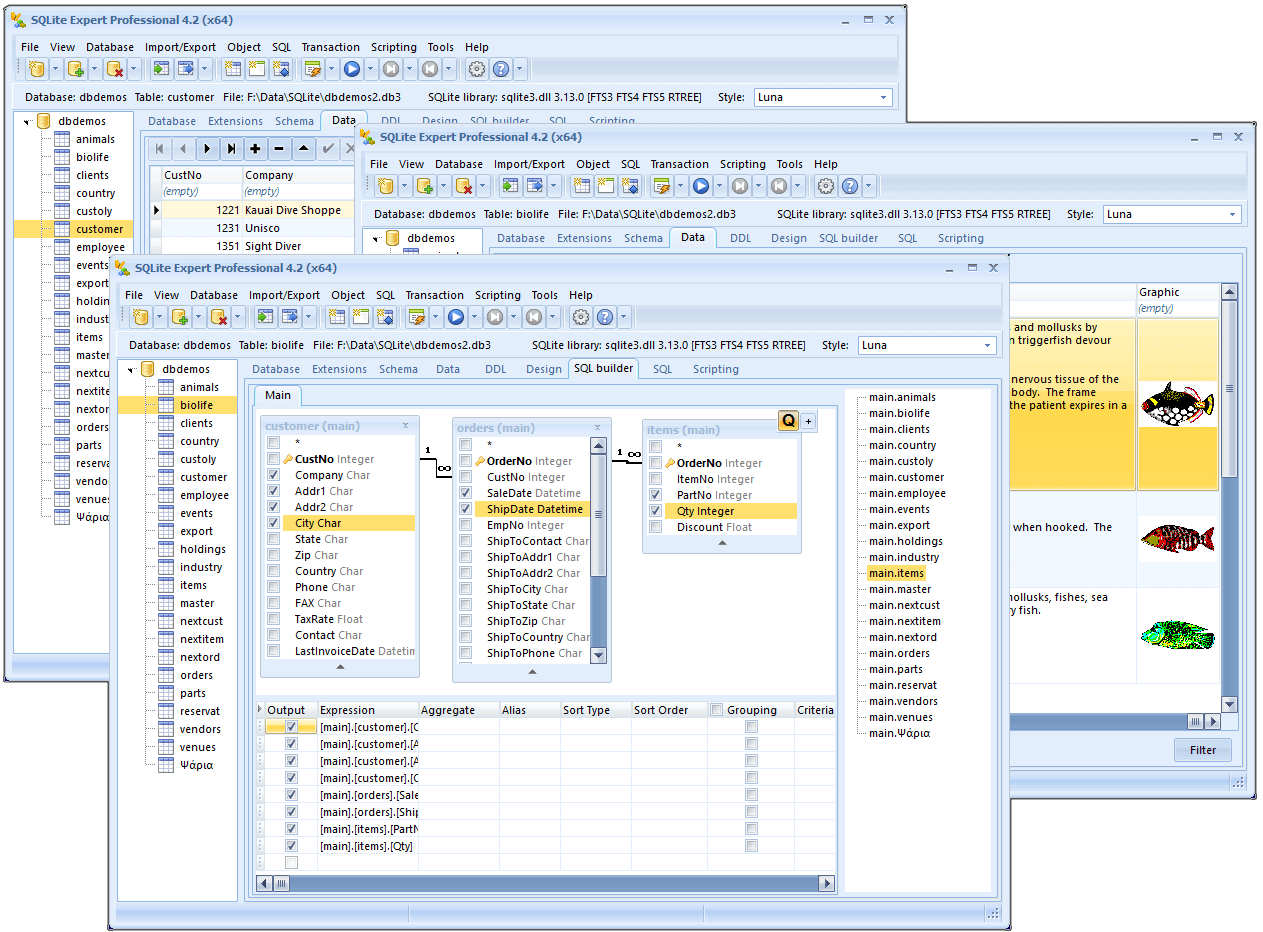 SQLite Expert Professional 4.2 (x64)
File View Database Import/Export Object SQL Transaction Scripting Tools Help
Database: dbdemos Table: customer File: F:\Data\SQLite\dbdemos2.db3 SQLite library: sqlite3.dll 3.13.0 [FTS3 FTS4 FTS5 RTREE] Style: Luna
dbdemos
animals
biolife
clients
country
custoly
customer
employee
events
export
holdin
indust
items
master
nextcu
nextite
nextor
orders
parts
reserva
vendo
venues
Ψάρια
Database Extensions Schema Data DDL Design SQL builder SQL Scripting
CustNo Company
(empty) (empty)
1221 Kauai Dive Shoppe
1231 Unisco
1351 Sight Diver
SQLite Expert Professional 4.2 (x64)
File View Database Import/Export Object SQL Transaction Scripting Tools Help
Database: dbdemos Table: biolife File: F:\Data\SQLite\dbdemos2.db3 SQLite library: sqlite3.dll 3.13.0 [FTS3 FTS4 FTS5 RTREE] Style: Luna
dbdemos
Database Extensions Schema Data DDL Design SQL builder SQL Scripting
Graphic
(empty)
and mollusks by
triggerfish devour
nervous tissue of the
body. The frame
the patient expires in a
when hooked. The
mollusks, fishes, sea
fish.
Filter
SQLite Expert Professional 4.2 (x64)
File View Database Import/Export Object SQL Transaction Scripting Tools Help
Database: dbdemos Table: biolife File: F:\Data\SQLite\dbdemos2.db3 SQLite library: sqlite3.dll 3.13.0 [FTS3 FTS4 FTS5 RTREE] Style: Luna
dbdemos
animals
biolife
clients
country
custoly
customer
employee
events
export
holdings
industry
items
master
nextcust
nextitem
nextord
orders
parts
reservat
vendors
venues
Ψάρια
Database Extensions Schema Data DDL Design SQL builder SQL Scripting
Main
Q +
customer (main) x
*
CustNo Integer
Company Char
Addr1 Char
Addr2 Char
City Char
State Char
Zip Char
Country Char
Phone Char
FAX Char
TaxRate Float
Contact Char
LastInvoiceDate Datetim
1 ∞
orders (main) x
*
OrderNo Integer
CustNo Integer
SaleDate Datetime
ShipDate Datetime
EmpNo Integer
ShipToContact Char
ShipToAddr1 Char
ShipToAddr2 Char
ShipToCity Char
ShipToState Char
ShipToZip Char
ShipToCountry Char
ShipToPhone Char
1 ∞
items (main)
*
OrderNo Integer
ItemNo Integer
PartNo Integer
Qty Integer
Discount Float
main.animals
main.biolife
main.clients
main.country
main.custoly
main.customer
main.employee
main.events
main.export
main.holdings
main.industry
main.items
main.master
main.nextcust
main.nextitem
main.nextord
main.orders
main.parts
main.reservat
main.vendors
main.venues
main.Ψάρια
Output Expression Aggregate Alias Sort Type Sort Order Grouping Criteria
[main].[customer].[C
[main].[customer].[A
[main].[customer].[A
[main].[customer].[C
[main].[orders].[Sale
[main].[orders].[Ship
[main].[items].[PartN
[main].[items].[Qty]